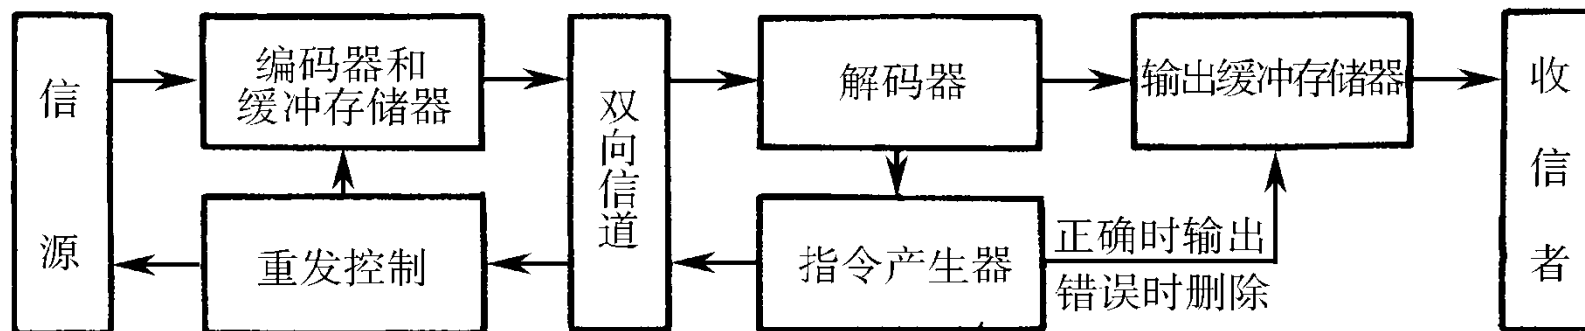 信源
编码器和
缓冲存储器
双向信道
解码器
输出缓冲存储器
收信者
重发控制
指令产生器
正确时输出
错误时删除